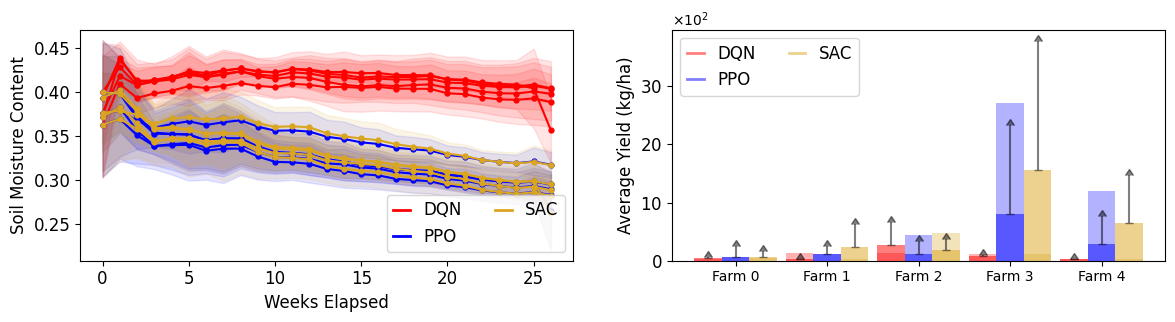 Soil Moisture Content
0.45
0.40
0.35
0.30
0.25
0
5
10
15
20
25
Weeks Elapsed
DQN
PPO
SAC
×10²
Average Yield (kg/ha)
30
20
10
0
Farm 0
Farm 1
Farm 2
Farm 3
Farm 4
DQN
PPO
SAC